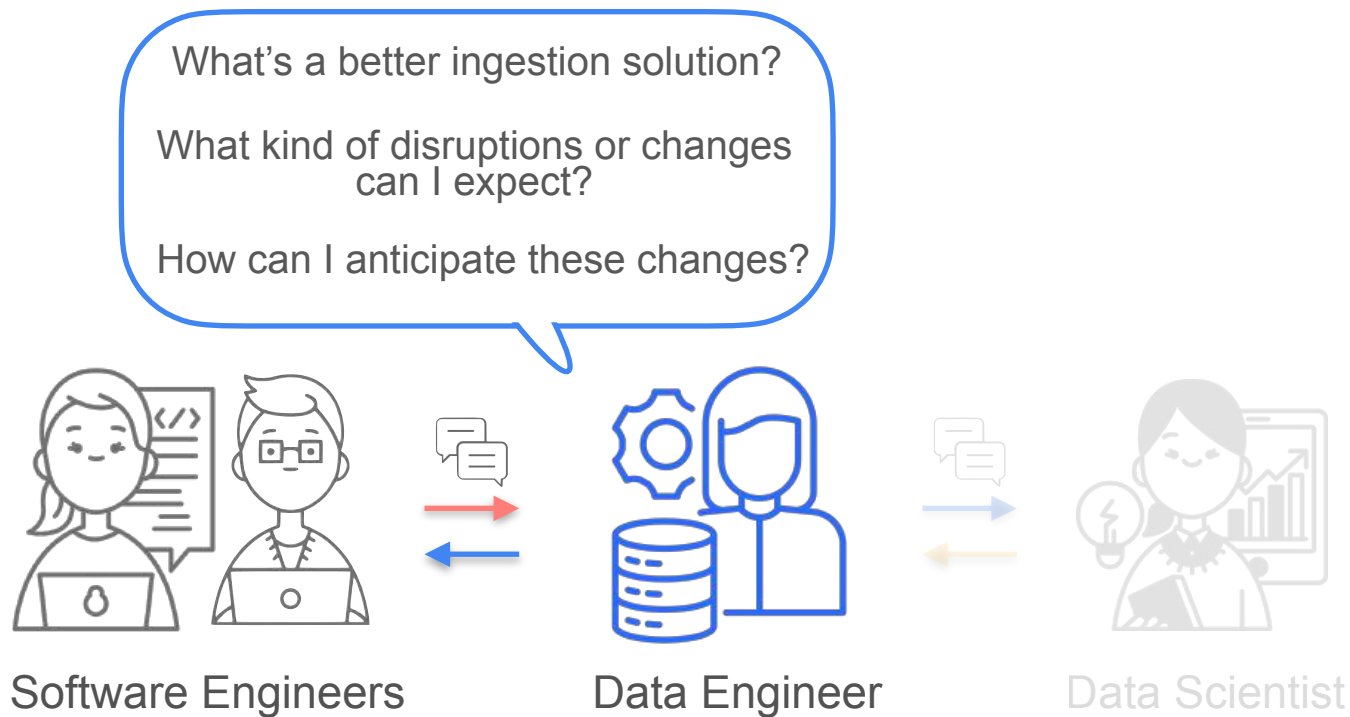 What's a better ingestion solution?
What kind of disruptions or changes
can I expect?
How can I anticipate these changes?
</>
Software Engineers
Data Engineer
Data Scientist